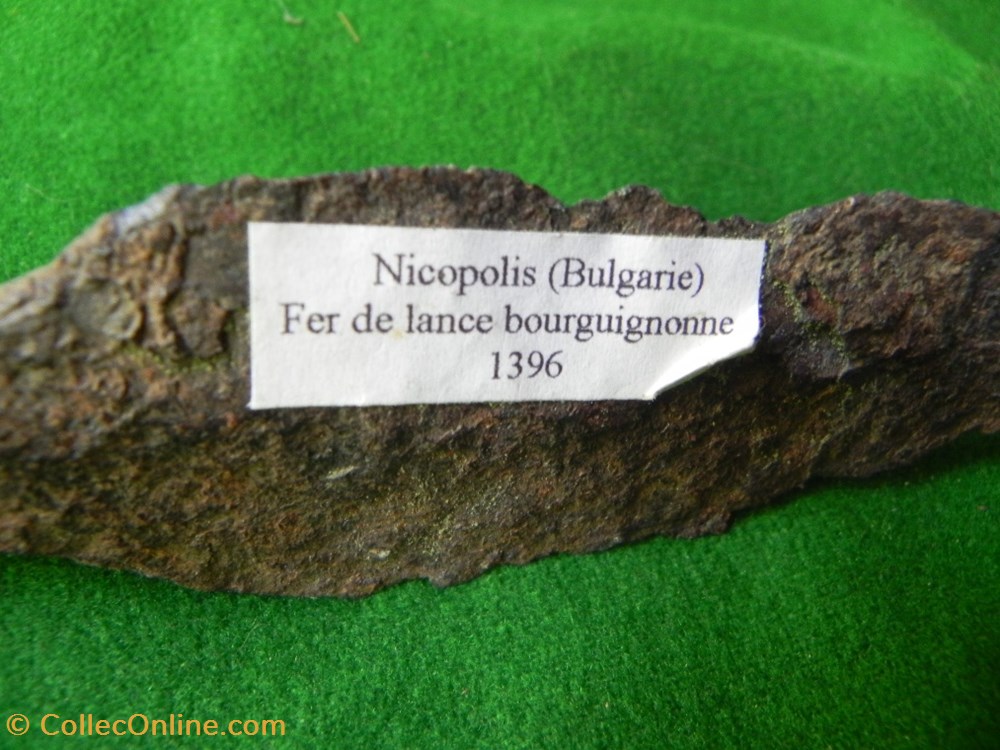 Nicopolis (Bulgarie)
Fer de lance bourguignonne
1396
© CollecOnline.com